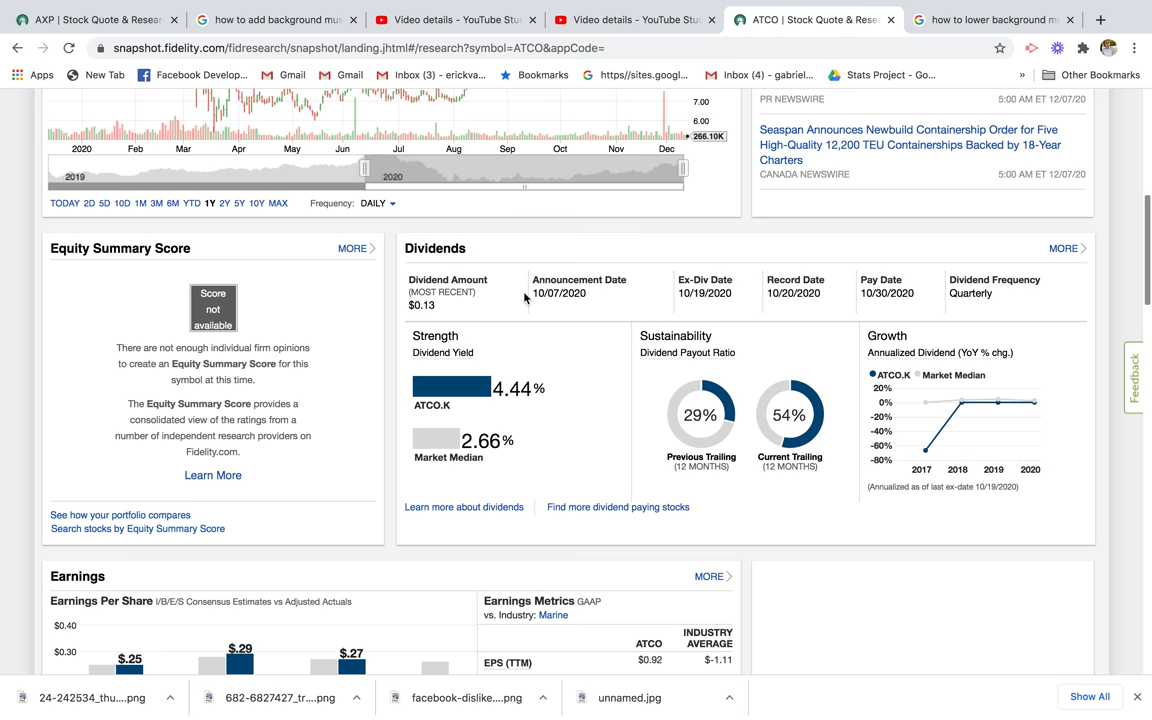 AXP | Stock Quote & Resear
how to add background mus
Video details - YouTube Stu
Video details - YouTube Stu
ATCO | Stock Quote & Rese
how to lower background m
snapshot.fidelity.com/fidresearch/snapshot/landing.jhtml#/research?symbol=ATCO&appCode=
Apps
New Tab
Facebook Develop...
Gmail
Gmail
Inbox (3) - erickva...
Bookmarks
https//sites.googl...
Inbox (4) - gabriel...
Stats Project - Go...
»
Other Bookmarks
7.00
6.00
266.10K
2020 Feb Mar Apr May Jun Jul Aug Sep Oct Nov Dec
2019 2020
TODAY 2D 5D 10D 1M 3M 6M YTD 1Y 2Y 5Y 10Y MAX Frequency: DAILY
PR NEWSWIRE 5:00 AM ET 12/07/20
Seaspan Announces Newbuild Containership Order for Five
High-Quality 12,200 TEU Containerships Backed by 18-Year
Charters
CANADA NEWSWIRE 5:00 AM ET 12/07/20
Equity Summary Score MORE
Score
not
available
There are not enough individual firm opinions
to create an Equity Summary Score for this
symbol at this time.
The Equity Summary Score provides a
consolidated view of the ratings from a
number of independent research providers on
Fidelity.com.
Learn More
See how your portfolio compares
Search stocks by Equity Summary Score
Dividends MORE
Dividend Amount
(MOST RECENT)
$0.13
Announcement Date
10/07/2020
Ex-Div Date
10/19/2020
Record Date
10/20/2020
Pay Date
10/30/2020
Dividend Frequency
Quarterly
Strength
Dividend Yield
4.44%
ATCO.K
2.66%
Market Median
Sustainability
Dividend Payout Ratio
29%
Previous Trailing
(12 MONTHS)
54%
Current Trailing
(12 MONTHS)
Growth
Annualized Dividend (YoY % chg.)
ATCO.K Market Median
20%
0%
-20%
-40%
-60%
-80%
2017 2018 2019 2020
(Annualized as of last ex-date 10/19/2020)
Learn more about dividends
Find more dividend paying stocks
Feedback
Earnings MORE
Earnings Per Share I/B/E/S Consensus Estimates vs Adjusted Actuals
$0.40
$0.30
$.25
$.29
$.27
Earnings Metrics GAAP
vs. Industry: Marine
ATCO
INDUSTRY
AVERAGE
EPS (TTM) $0.92 $-1.11
24-242534_thu....png
682-6827427_tr....png
facebook-dislike....png
unnamed.jpg
Show All